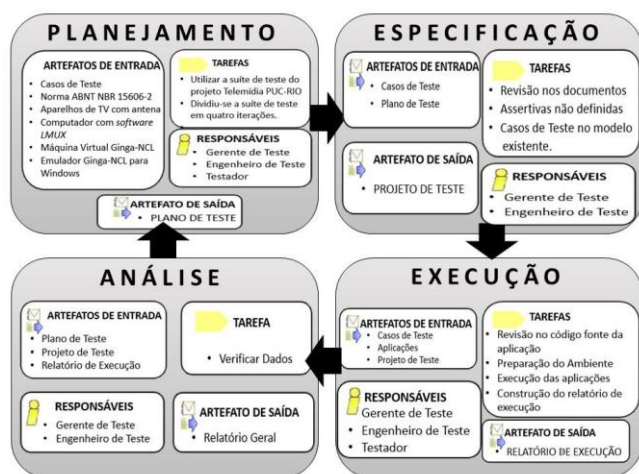 PLANEJAMENTO
ARTEFATOS DE ENTRADA
• Casos de Teste
• Norma ABNT NBR 15606-2
• Aparelhos de TV com antena
• Computador com software
LMUX
• Máquina Virtual Ginga-NCL
• Emulador Ginga-NCL para
Windows
TAREFAS
• Utilizar a suíte de teste do
projeto Telemídia PUC-RIO
• Dividiu-se a suíte de teste
em quatro iterações.
RESPONSÁVEIS
• Gerente de Teste
• Engenheiro de Teste
• Testador
ARTEFATO DE SAÍDA
• PLANO DE TESTE
ESPECIFICAÇÃO
ARTEFATOS DE ENTRADA
• Casos de Teste
• Plano de Teste
TAREFAS
• Revisão nos documentos
• Assertivas não definidas
• Casos de Teste no modelo
existente.
ARTEFATO DE SAÍDA
• PROJETO DE TESTE
RESPONSÁVEIS
• Gerente de Teste
• Engenheiro de Teste
ANÁLISE
ARTEFATOS DE ENTRADA
• Plano de Teste
• Projeto de Teste
• Relatório de Execução
TAREFA
• Verificar Dados
RESPONSÁVEIS
• Gerente de Teste
• Engenheiro de Teste
ARTEFATO DE SAÍDA
• Relatório Geral
EXECUÇÃO
ARTEFATOS DE ENTRADA
• Casos de Teste
• Aplicações
• Projeto de Teste
TAREFAS
• Revisão no código fonte da
aplicação
• Preparação do Ambiente
• Execução das aplicações
• Construção do relatório de
execução
RESPONSÁVEIS
• Gerente de Teste
• Engenheiro de Teste
• Testador
ARTEFATO DE SAÍDA
• RELATÓRIO DE EXECUÇÃO